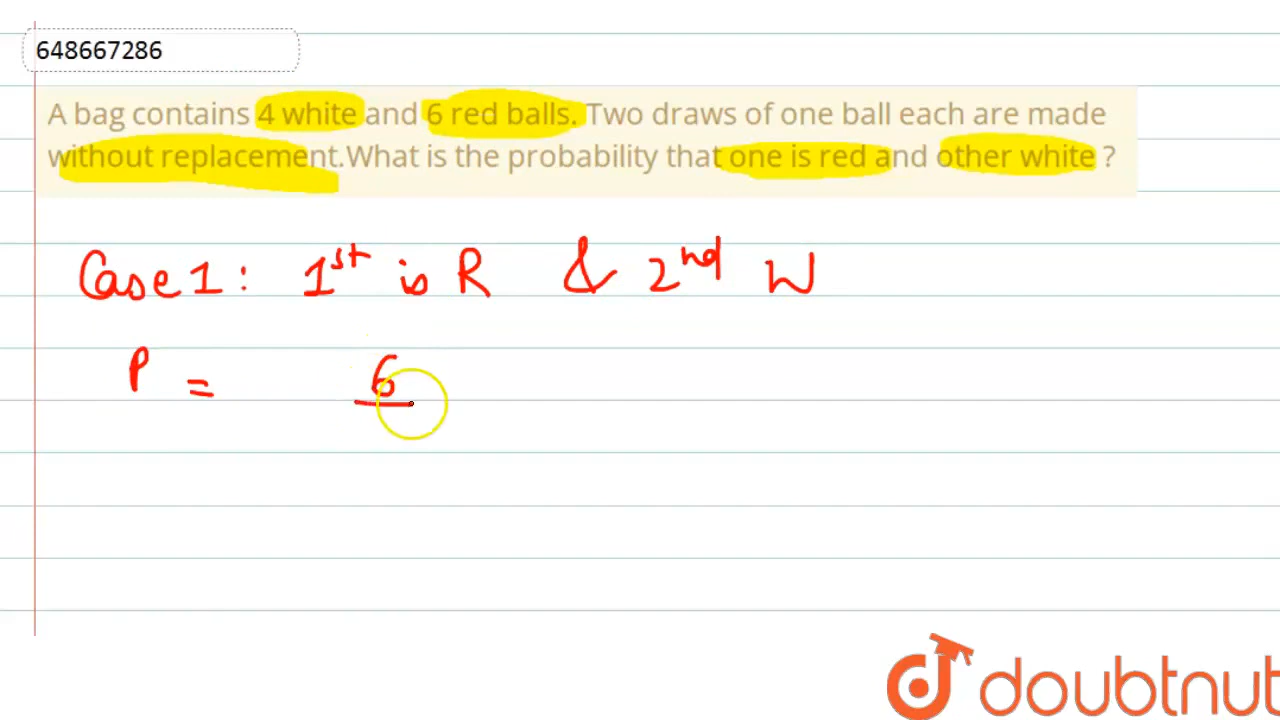 648667286
A bag contains 4 white and 6 red balls. Two draws of one ball each are made
without replacement.What is the probability that one is red and other white ?
Case 1: 1st is R & 2nd W
P = 6
doubtnut